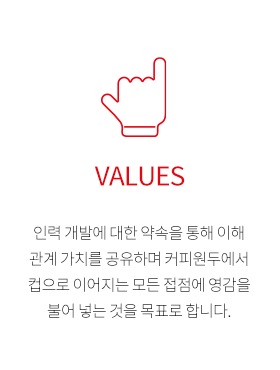 VALUES
인력 개발에 대한 약속을 통해 이해
관계 가치를 공유하며 커피원두에서
컵으로 이어지는 모든 접점에 영감을
불어 넣는 것을 목표로 합니다.